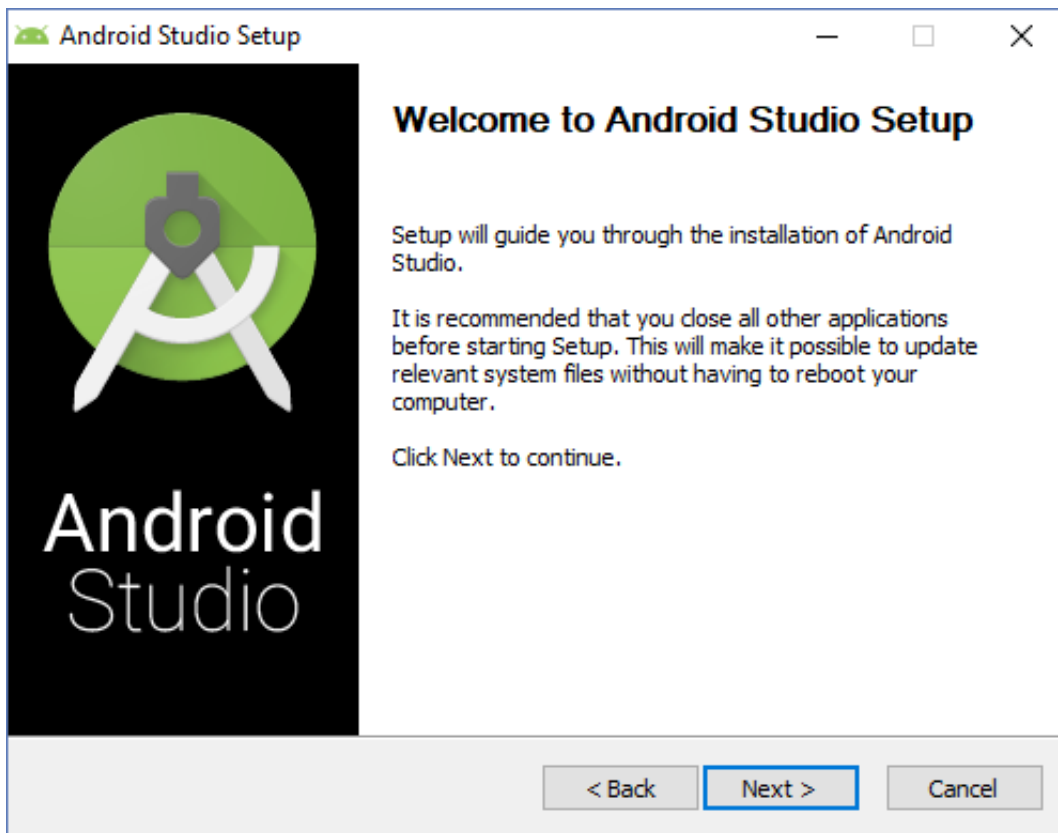 Android Studio Setup
Welcome to Android Studio Setup
Setup will guide you through the installation of Android
Studio.
It is recommended that you close all other applications
before starting Setup. This will make it possible to update
relevant system files without having to reboot your
computer.
Click Next to continue.
Android
Studio
< Back
Next >
Cancel